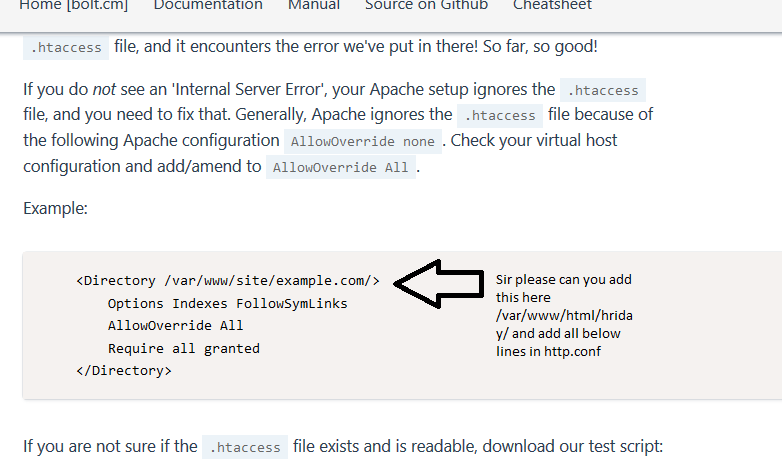 Home [bolt.cm] Documentation Manual Source on Github Cheatsheet
.htaccess file, and it encounters the error we've put in there! So far, so good!
If you do not see an 'Internal Server Error', your Apache setup ignores the .htaccess
file, and you need to fix that. Generally, Apache ignores the .htaccess file because of
the following Apache configuration AllowOverride none . Check your virtual host
configuration and add/amend to AllowOverride All .
Example:
<Directory /var/www/site/example.com/>
Options Indexes FollowSymLinks
AllowOverride All
Require all granted
</Directory>
Sir please can you add
this here
/var/www/html/hrida
y/ and add all below
lines in http.conf
If you are not sure if the .htaccess file exists and is readable, download our test script: